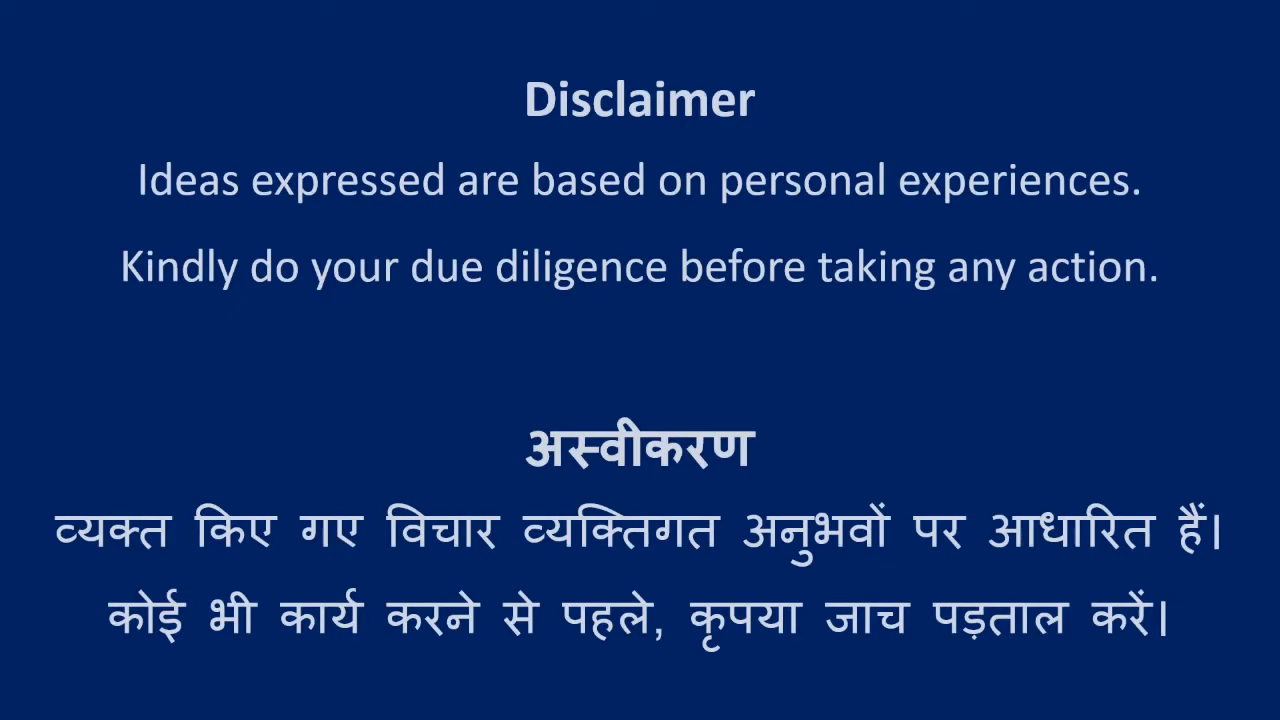 Disclaimer
Ideas expressed are based on personal experiences.
Kindly do your due diligence before taking any action.
अस्वीकरण
व्यक्त किए गए विचार व्यक्तिगत अनुभवों पर आधारित हैं।
कोई भी कार्य करने से पहले, कृपया जाच पड़ताल करें।